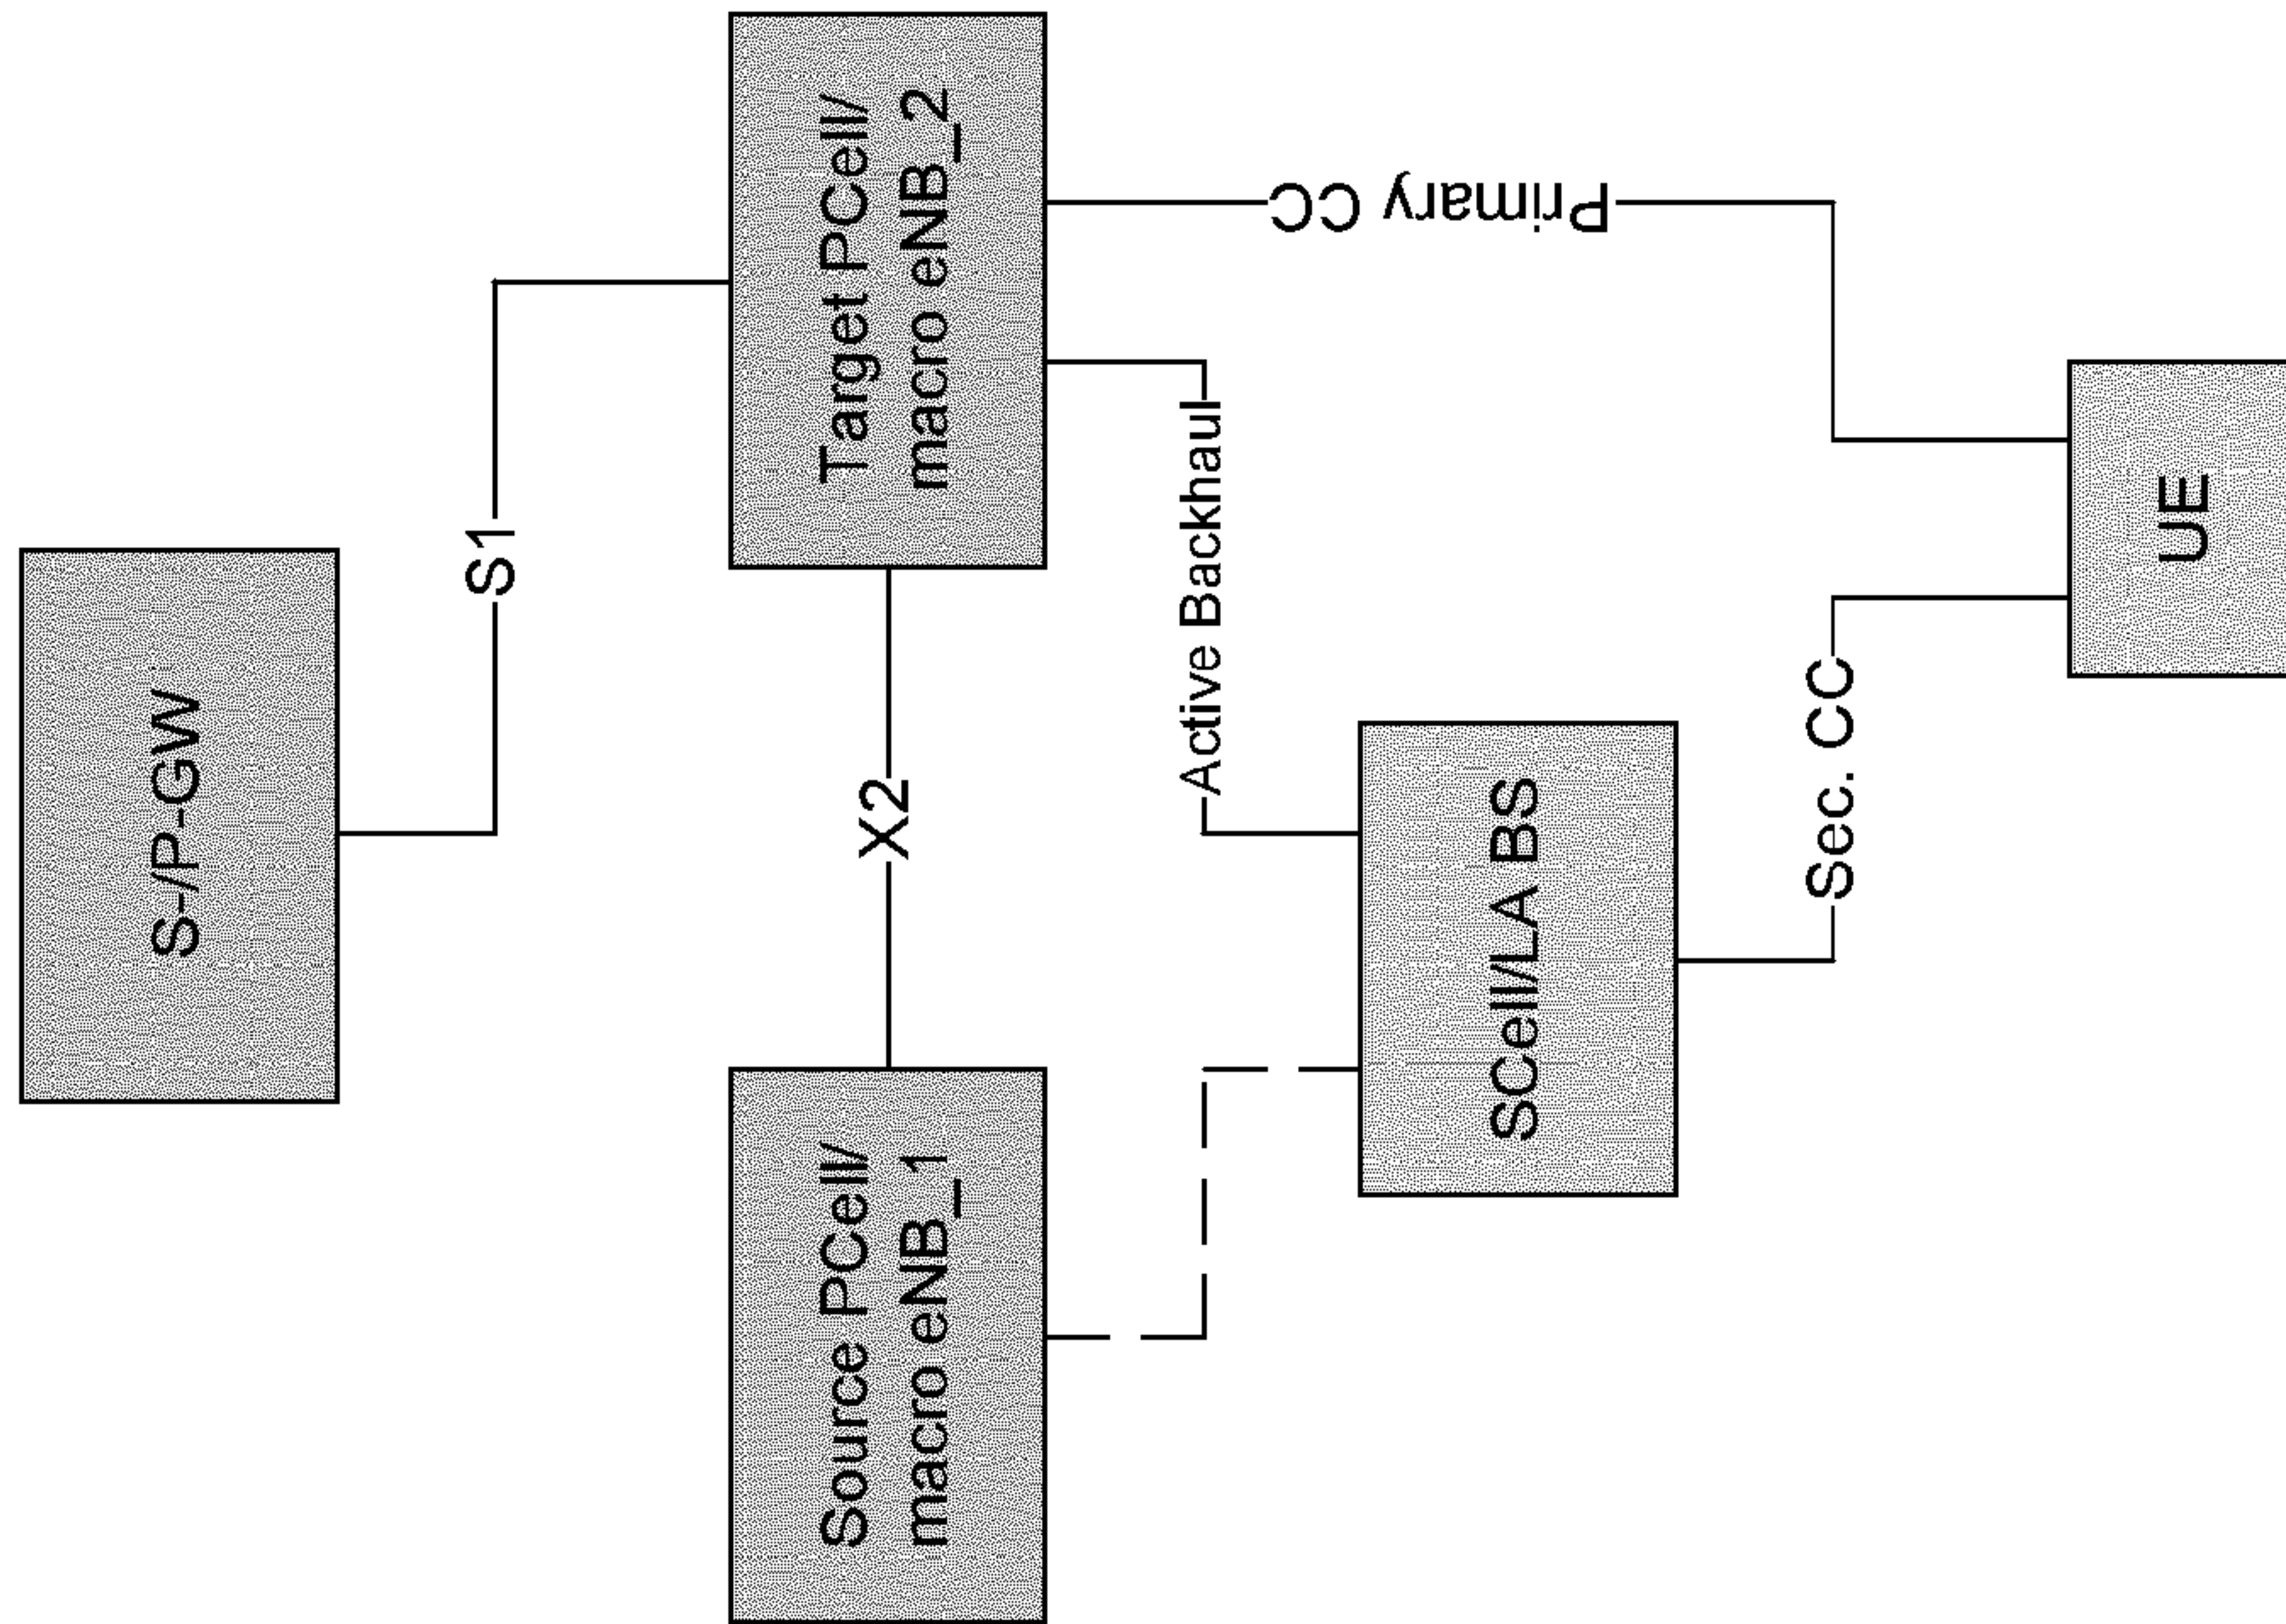 S-/P-GW
S1
Source PCell/
macro eNB_1
X2
Target PCell/
macro eNB_2
Active Backhaul
Primary CC
SCell/LA BS
Sec. CC
UE